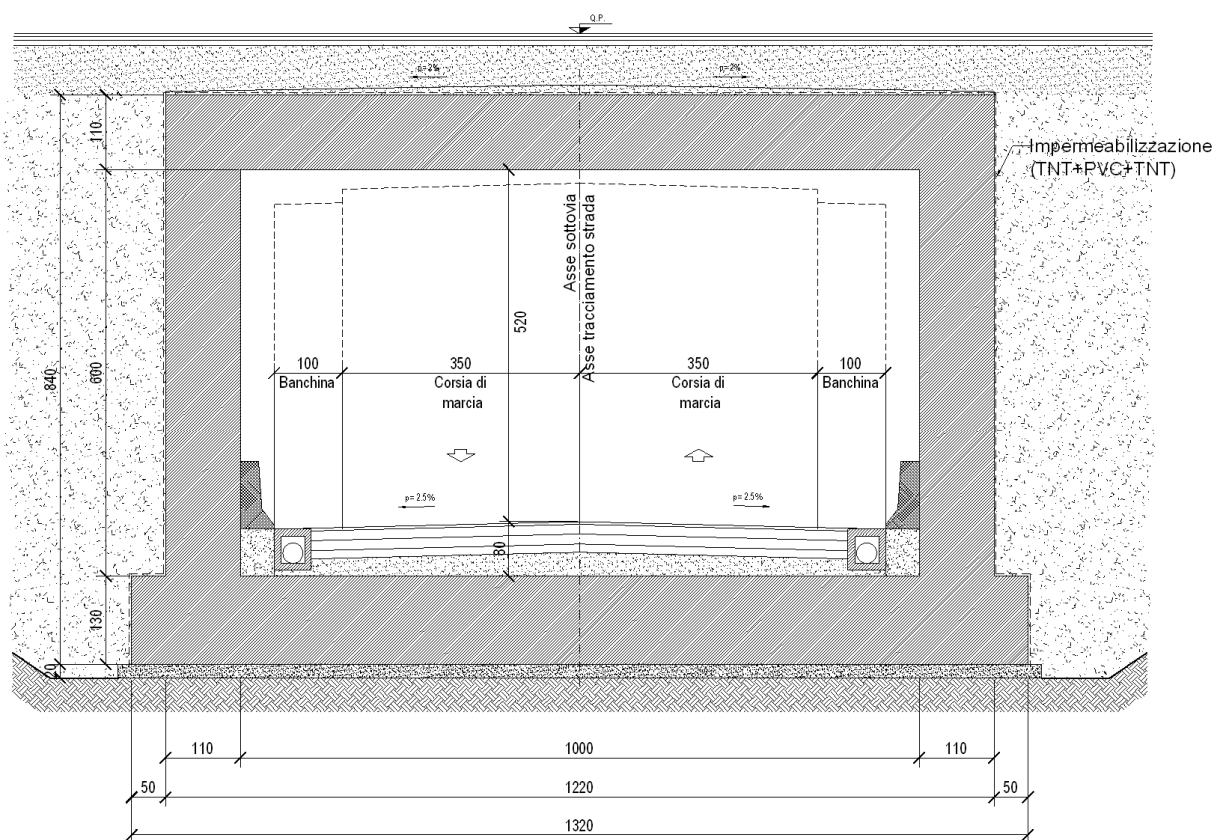 Q.P.
p=2%
p=2%
110
Impermeabilizzazione
(TNT+PVC+TNT)
Asse sottovia
Asse tracciamento strada
520
840
600
100
350
350
100
Banchina
Corsia di
marcia
Corsia di
marcia
Banchina
p=2.5%
p=2.5%
80
130
110
1000
110
50
1220
50
1320